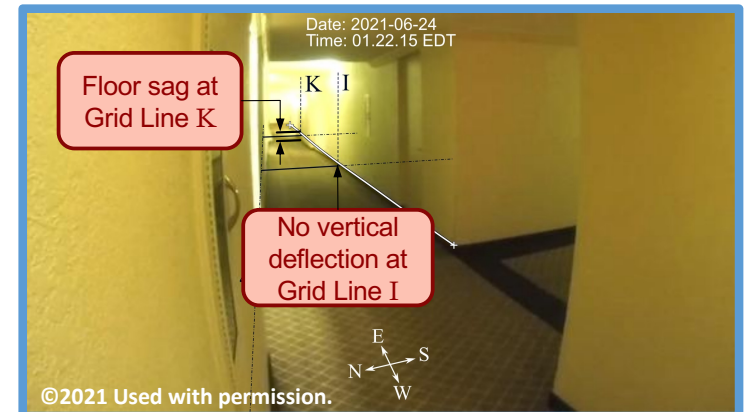 Date: 2021-06-24
Time: 01.22.15 EDT
K I
Floor sag at
Grid Line K
No vertical
deflection at
Grid Line I
E
S
N
W
©2021 Used with permission.